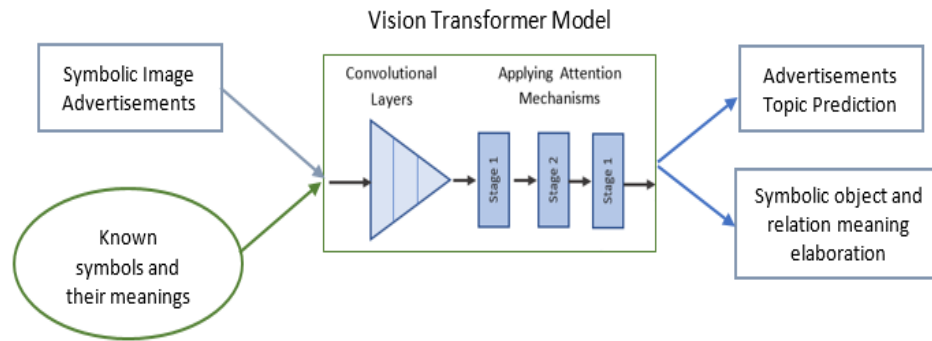 Vision Transformer Model
Symbolic Image
Advertisements
Known
symbols and
their meanings
Convolutional
Layers
Applying Attention
Mechanisms
Stage 1
Stage 2
Stage 1
Advertisements
Topic Prediction
Symbolic object and
relation meaning
elaboration